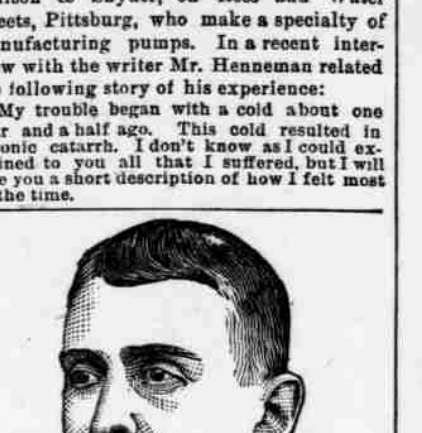 eets, Pittsburg, who make a specialty of
nufacturing pumps. In a recent inter-
w with the writer Mr. Henneman related
following story of his experience:
My trouble began with a cold about one
r and a half ago. This cold resulted in
onic catarrh. I don't know as I could ex-
ined to you all that I suffered, but I will
e you a short description of how I felt most
the time.